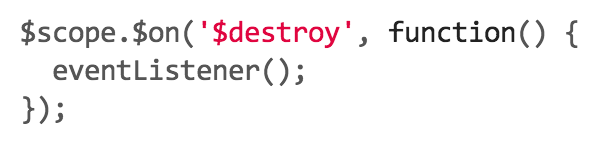 $scope.$on('$destroy', function() {
  eventListener();
});